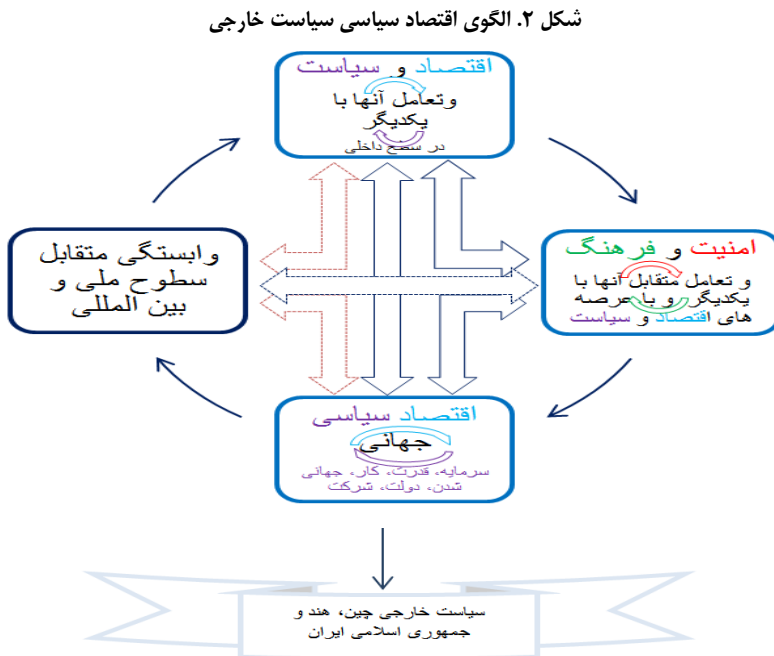 شکل ۲. الگوی اقتصاد سیاسی سیاست خارجی
اقتصاد و سیاست
وتعامل آنها با
یکدیگر
در سطح داخلی
امنیت و فرهنگ
و تعامل متقابل آنها با
یکدیگر و با عرصه
های اقتصاد و سیاست
وابستگی متقابل
سطوح ملی و
بین المللی
اقتصاد سیاسی
جهانی
سرمایه، قدرت، کار، جهانی
شدن، دولت، شرکت
سیاست خارجی چین، هند و
جمهوری اسلامی ایران